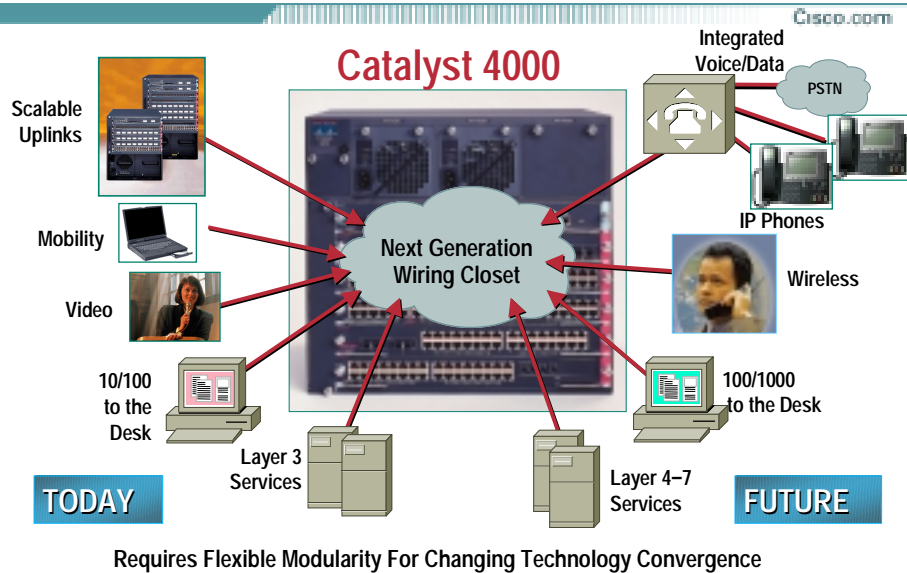 Cisco.com
Catalyst 4000
Integrated
Voice/Data
PSTN
Scalable
Uplinks
IP Phones
Mobility
Next Generation
Wiring Closet
Wireless
Video
10/100
to the
Desk
100/1000
to the Desk
Layer 3
Services
Layer 4–7
Services
TODAY
FUTURE
Requires Flexible Modularity For Changing Technology Convergence